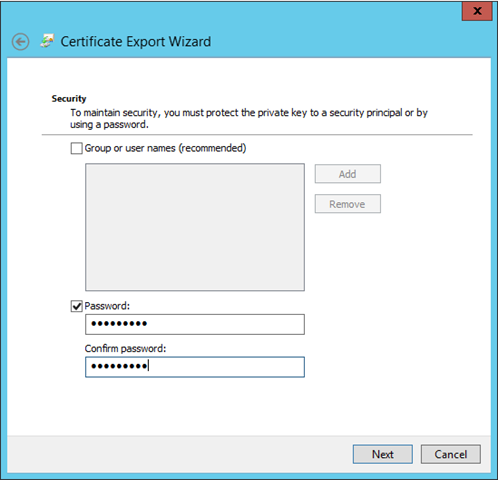 x
Certificate Export Wizard
Security
To maintain security, you must protect the private key to a security principal or by
using a password.
Group or user names (recommended)
Add
Remove
Password:
•••••••••
Confirm password:
•••••••••
Next
Cancel